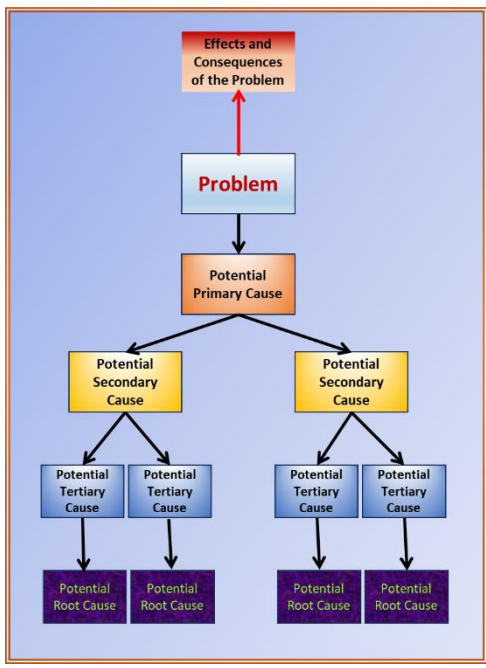 Effects and
Consequences
of the Problem
Problem
Potential
Primary Cause
Potential
Secondary
Cause
Potential
Secondary
Cause
Potential
Tertiary
Cause
Potential
Tertiary
Cause
Potential
Tertiary
Cause
Potential
Tertiary
Cause
Potential
Root Cause
Potential
Root Cause
Potential
Root Cause
Potential
Root Cause